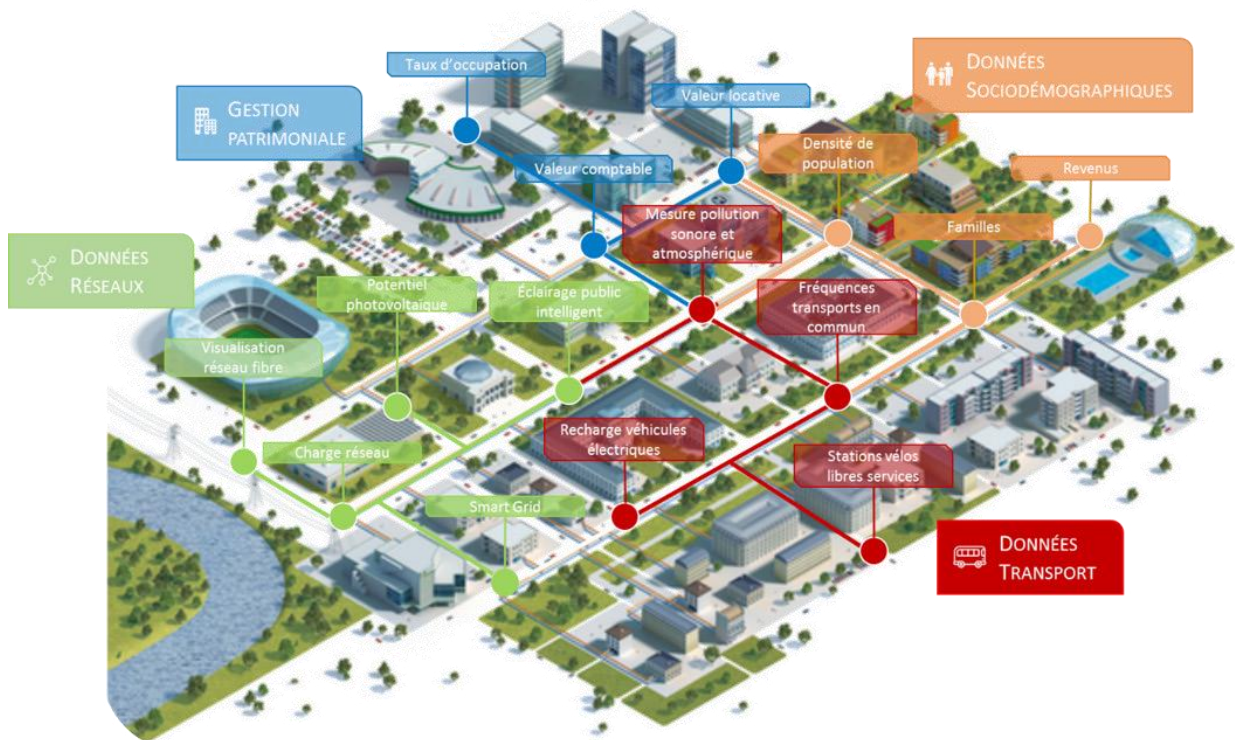 Taux d'occupation
GESTION
PATRIMONIALE
Valeur locative
Valeur comptable
DONNÉES
SOCIODÉMOGRAPHIQUES
Densité de
population
Revenus
Familles
Mesure pollution
sonore et
atmosphérique
Fréquences
transports en
commun
DONNÉES
RÉSEAUX
Potentiel
photovoltaïque
Éclairage public
intelligent
Visualisation
réseau fibre
Charge réseau
Smart Grid
Recharge véhicules
électriques
Stations vélos
libres services
DONNÉES
TRANSPORT